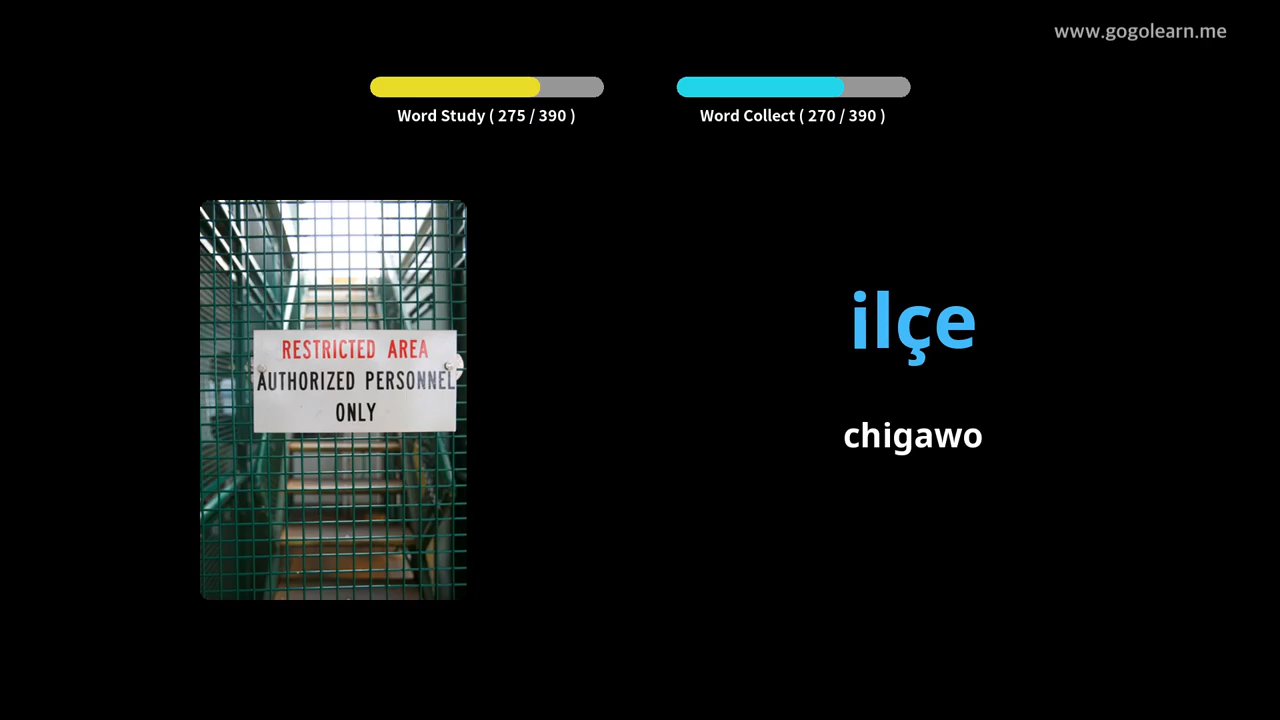 www.gogolearn.me
Word Study ( 275 / 390 )
Word Collect ( 270 / 390 )
RESTRICTED AREA
AUTHORIZED PERSONNEL
ONLY
ilçe
chigawo